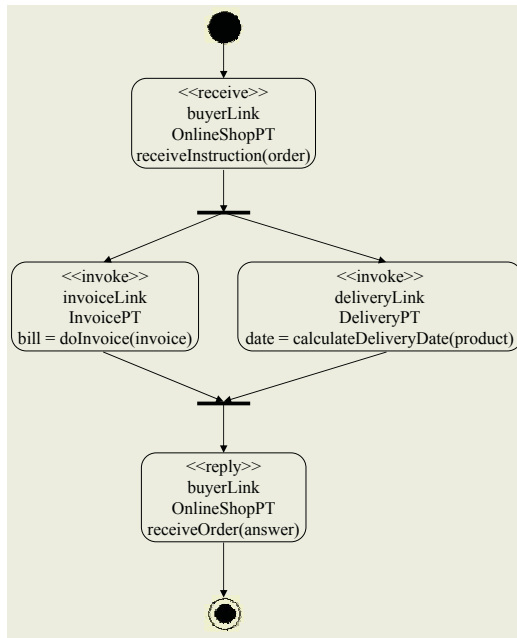 <<receive>>
buyerLink
OnlineShopPT
receiveInstruction(order)
<<invoke>>
invoiceLink
InvoicePT
bill = doInvoice(invoice)
<<invoke>>
deliveryLink
DeliveryPT
date = calculateDeliveryDate(product)
<<reply>>
buyerLink
OnlineShopPT
receiveOrder(answer)